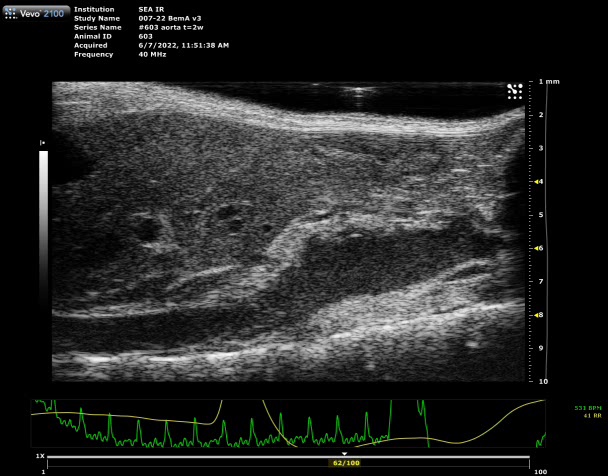 Vevo 2100
Institution SEA IR
Study Name 007-22 BemA v3
Series Name #603 aorta t=2w
Animal ID 603
Acquired 6/7/2022, 11:51:38 AM
Frequency 40 MHz
1 mm
2
3
4
5
6
7
8
9
10
533 BPM
41 RR
1X
62/100
1
100